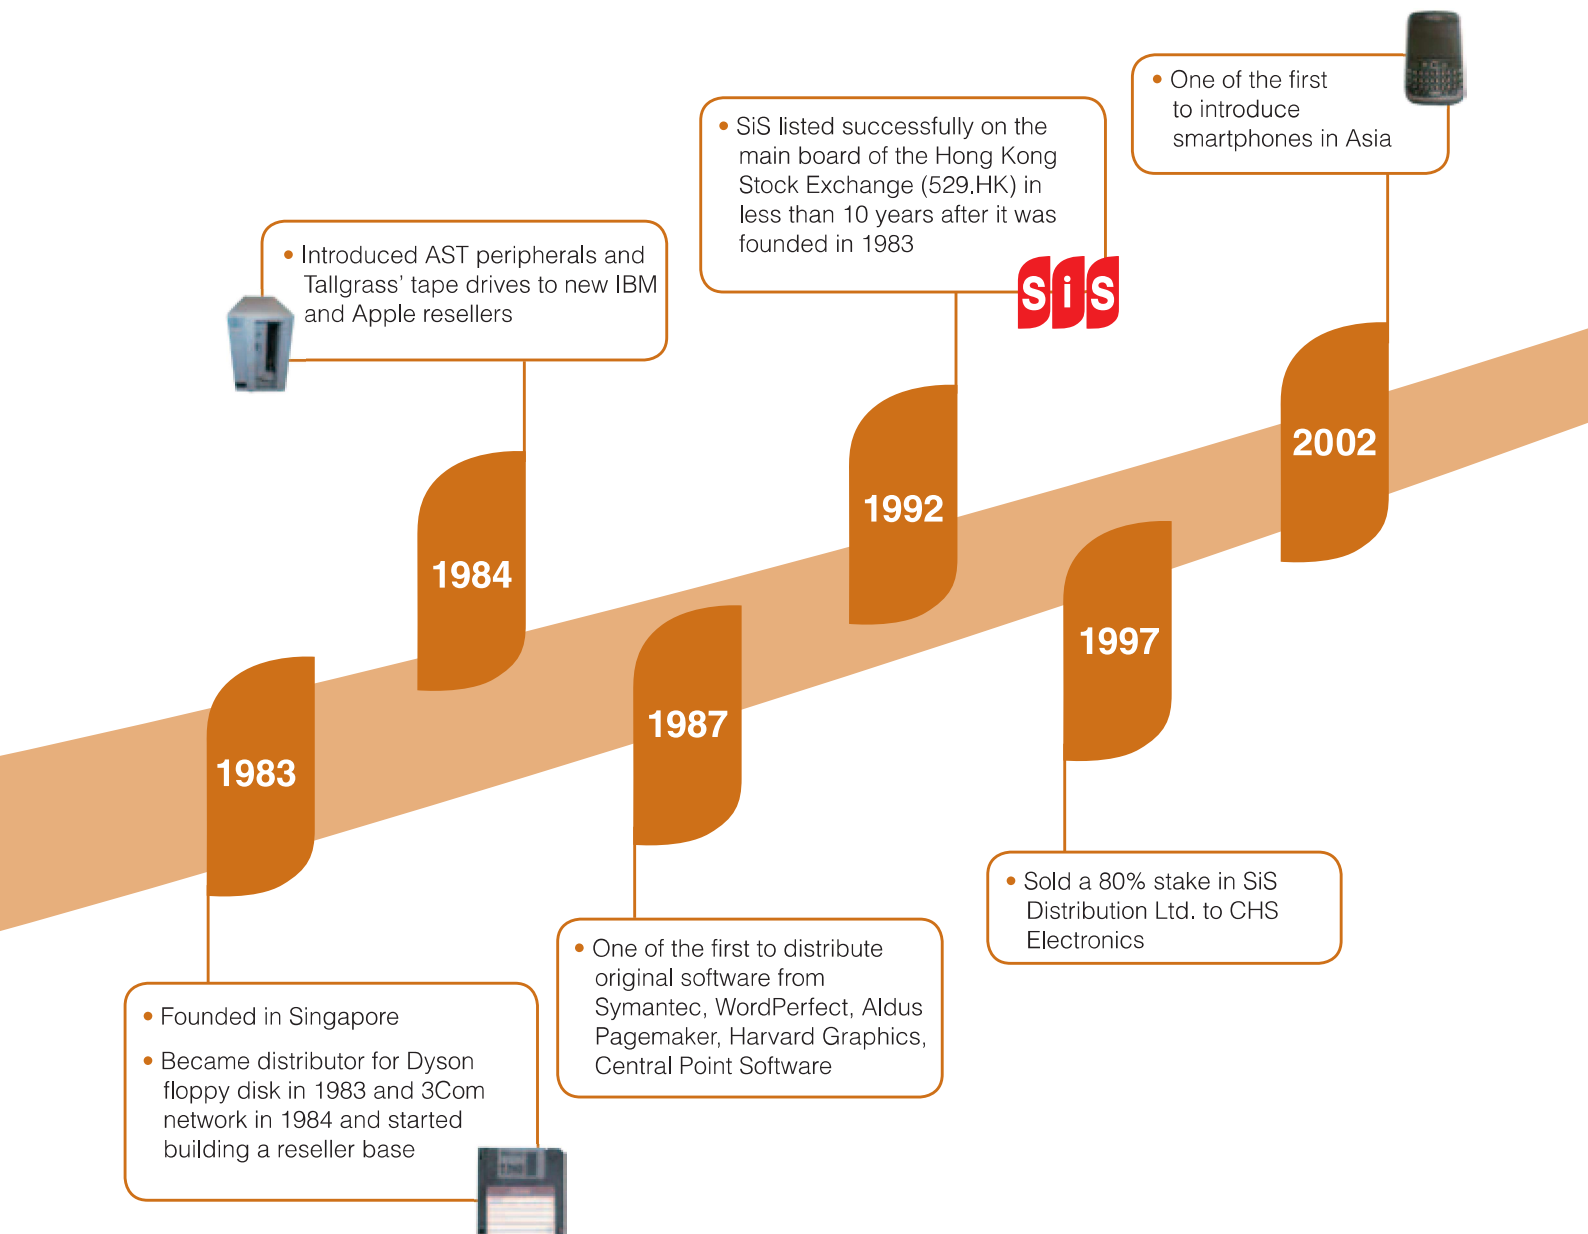 1983
• Founded in Singapore
• Became distributor for Dyson
floppy disk in 1983 and 3Com
network in 1984 and started
building a reseller base
1984
• Introduced AST peripherals and
Tallgrass’ tape drives to new IBM
and Apple resellers
1987
• One of the first to distribute
original software from
Symantec, WordPerfect, Aldus
Pagemaker, Harvard Graphics,
Central Point Software
1992
• SiS listed successfully on the
main board of the Hong Kong
Stock Exchange (529.HK) in
less than 10 years after it was
founded in 1983
SiS
1997
• Sold a 80% stake in SiS
Distribution Ltd. to CHS
Electronics
2002
• One of the first
to introduce
smartphones in Asia